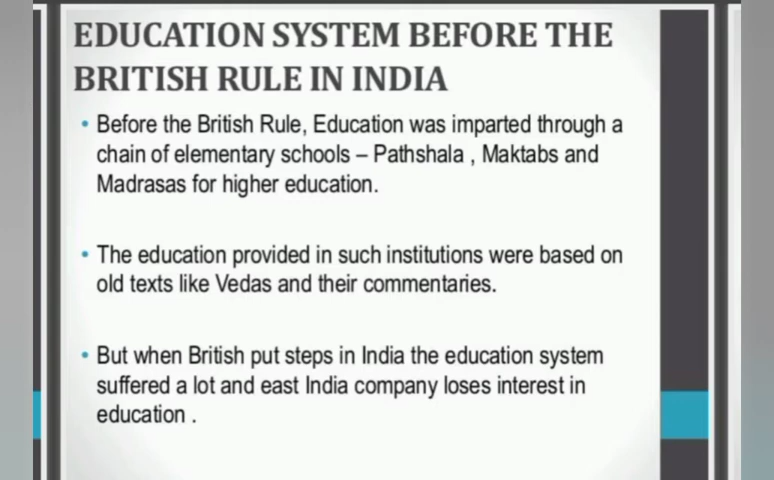 EDUCATION SYSTEM BEFORE THE
BRITISH RULE IN INDIA
• Before the British Rule, Education was imparted through a
chain of elementary schools – Pathshala , Maktabs and
Madrasas for higher education.
• The education provided in such institutions were based on
old texts like Vedas and their commentaries.
• But when British put steps in India the education system
suffered a lot and east India company loses interest in
education .